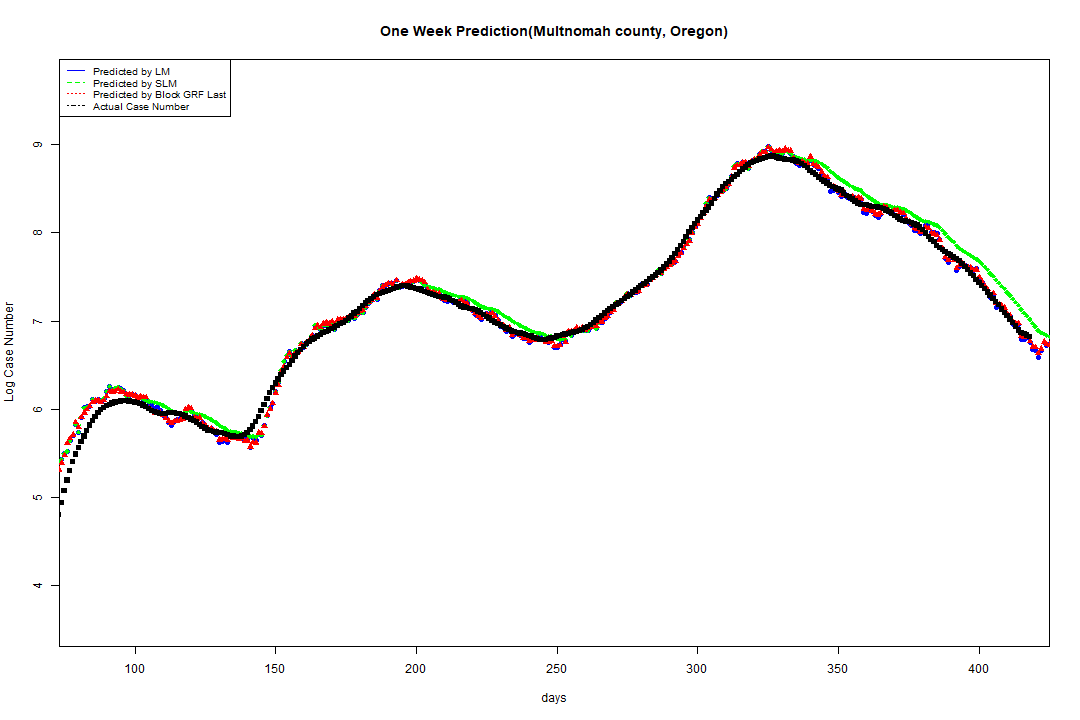 One Week Prediction(Multnomah county, Oregon)
Predicted by LM
Predicted by SLM
Predicted by Block GRF Last
Actual Case Number
Log Case Number
9
8
7
6
5
4
100 150 200 250 300 350 400
days